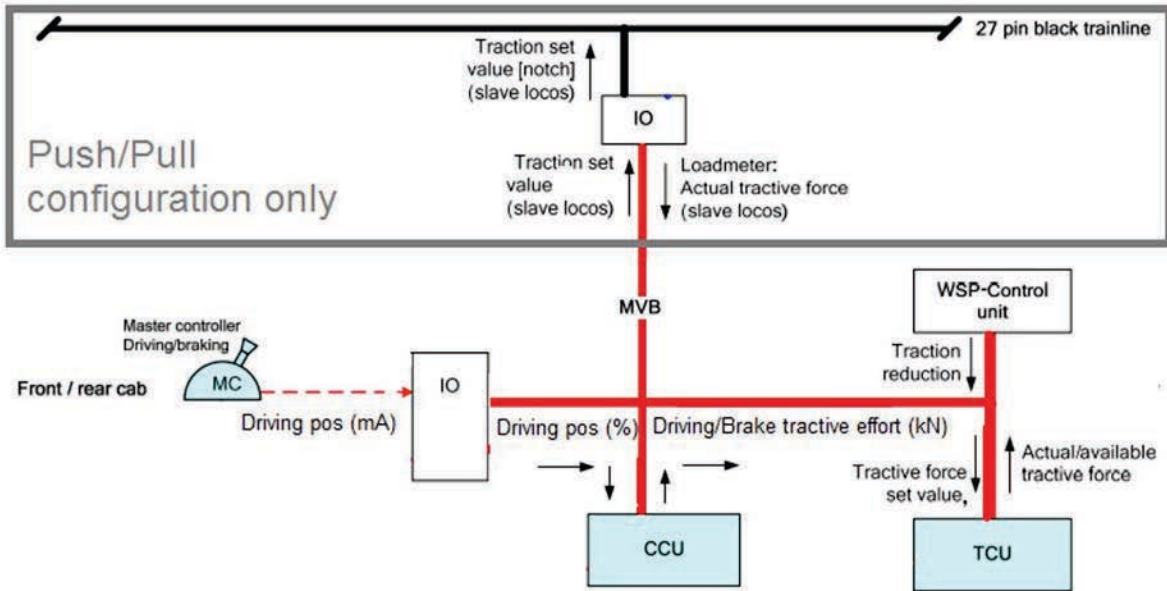 27 pin black trainline
Traction set
value [notch]
(slave locos)
IO
Push/Pull
configuration only
Traction set
value
(slave locos)
Loadmeter:
Actual tractive force
(slave locos)
MVB
WSP-Control
unit
Master controller
Driving/braking
MC
Front / rear cab
IO
Traction
reduction
Driving pos (mA)
Driving pos (%)
Driving/Brake tractive effort (kN)
Tractive force
set value,
Actual/available
tractive force
CCU
TCU